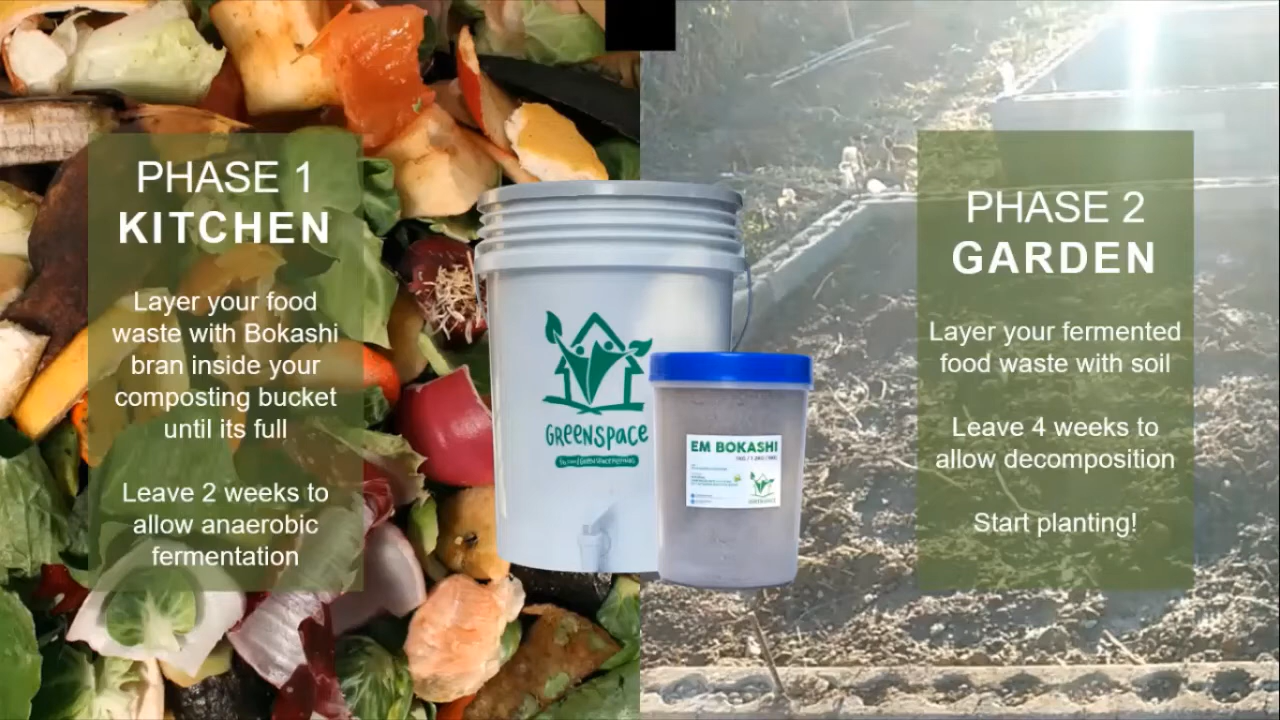 PHASE 1
KITCHEN
Layer your food
waste with Bokashi
bran inside your
composting bucket
until its full
Leave 2 weeks to
allow anaerobic
fermentation
GREENSPACE
EM BOKASHI
PHASE 2
GARDEN
Layer your fermented
food waste with soil
Leave 4 weeks to
allow decomposition
Start planting!